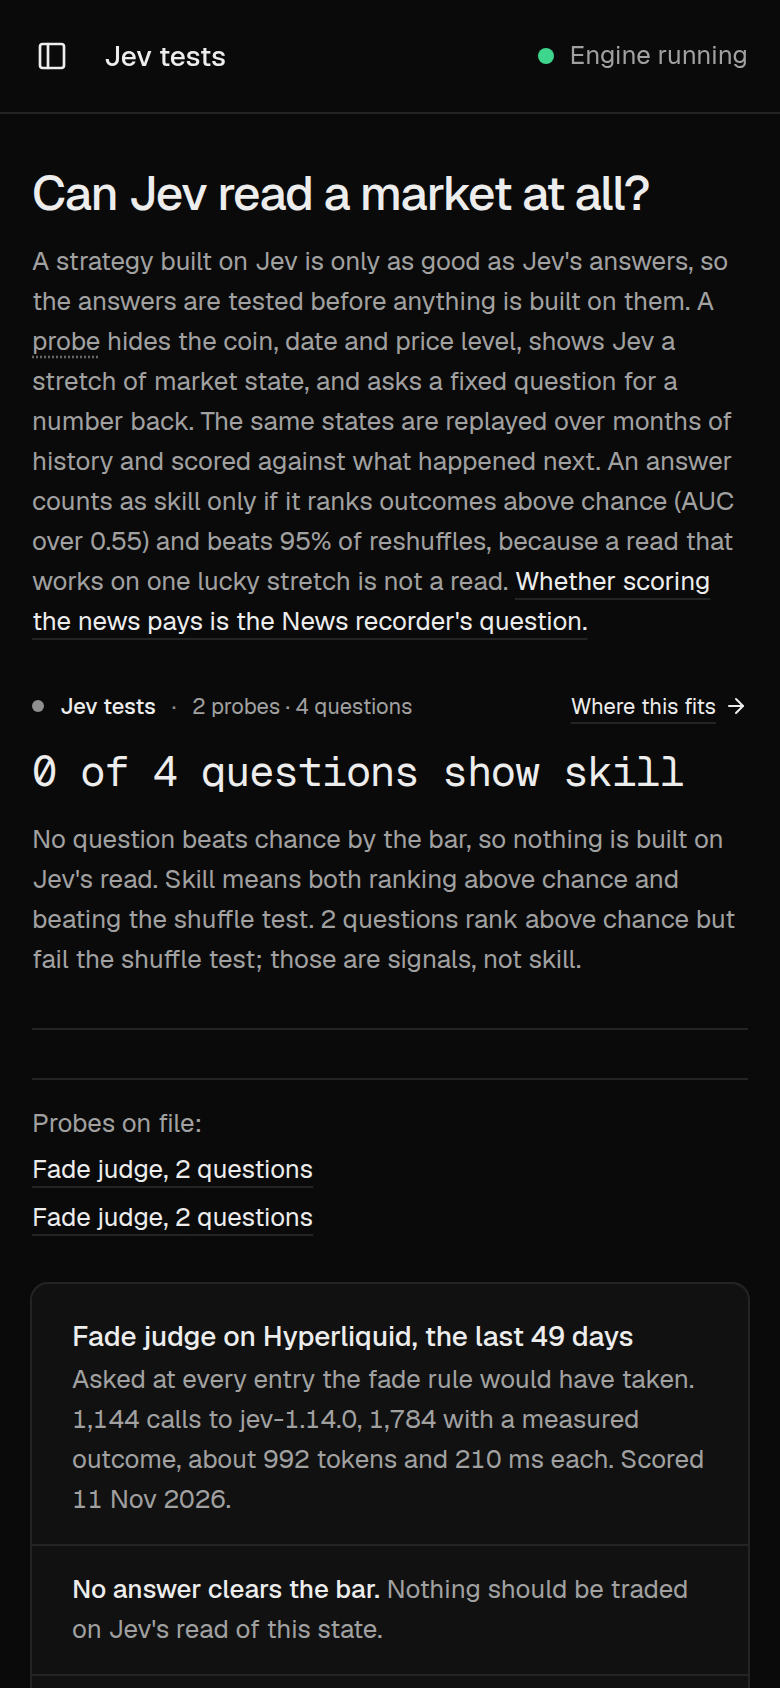 Jev tests
Engine running
Can Jev read a market at all?
A strategy built on Jev is only as good as Jev's answers, so
the answers are tested before anything is built on them. A
probe hides the coin, date and price level, shows Jev a
stretch of market state, and asks a fixed question for a
number back. The same states are replayed over months of
history and scored against what happened next. An answer
counts as skill only if it ranks outcomes above chance (AUC
over 0.55) and beats 95% of reshuffles, because a read that
works on one lucky stretch is not a read. Whether scoring
the news pays is the News recorder's question.
Jev tests · 2 probes · 4 questions
Where this fits →
0 of 4 questions show skill
No question beats chance by the bar, so nothing is built on
Jev's read. Skill means both ranking above chance and
beating the shuffle test. 2 questions rank above chance but
fail the shuffle test; those are signals, not skill.
Probes on file:
Fade judge, 2 questions
Fade judge, 2 questions
Fade judge on Hyperliquid, the last 49 days
Asked at every entry the fade rule would have taken.
1,144 calls to jev-1.14.0, 1,784 with a measured
outcome, about 992 tokens and 210 ms each. Scored
11 Nov 2026.
No answer clears the bar. Nothing should be traded
on Jev's read of this state.